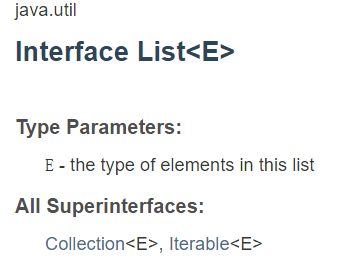 java.util
Interface List<E>
Type Parameters:
E - the type of elements in this list
All Superinterfaces:
Collection<E>, Iterable<E>